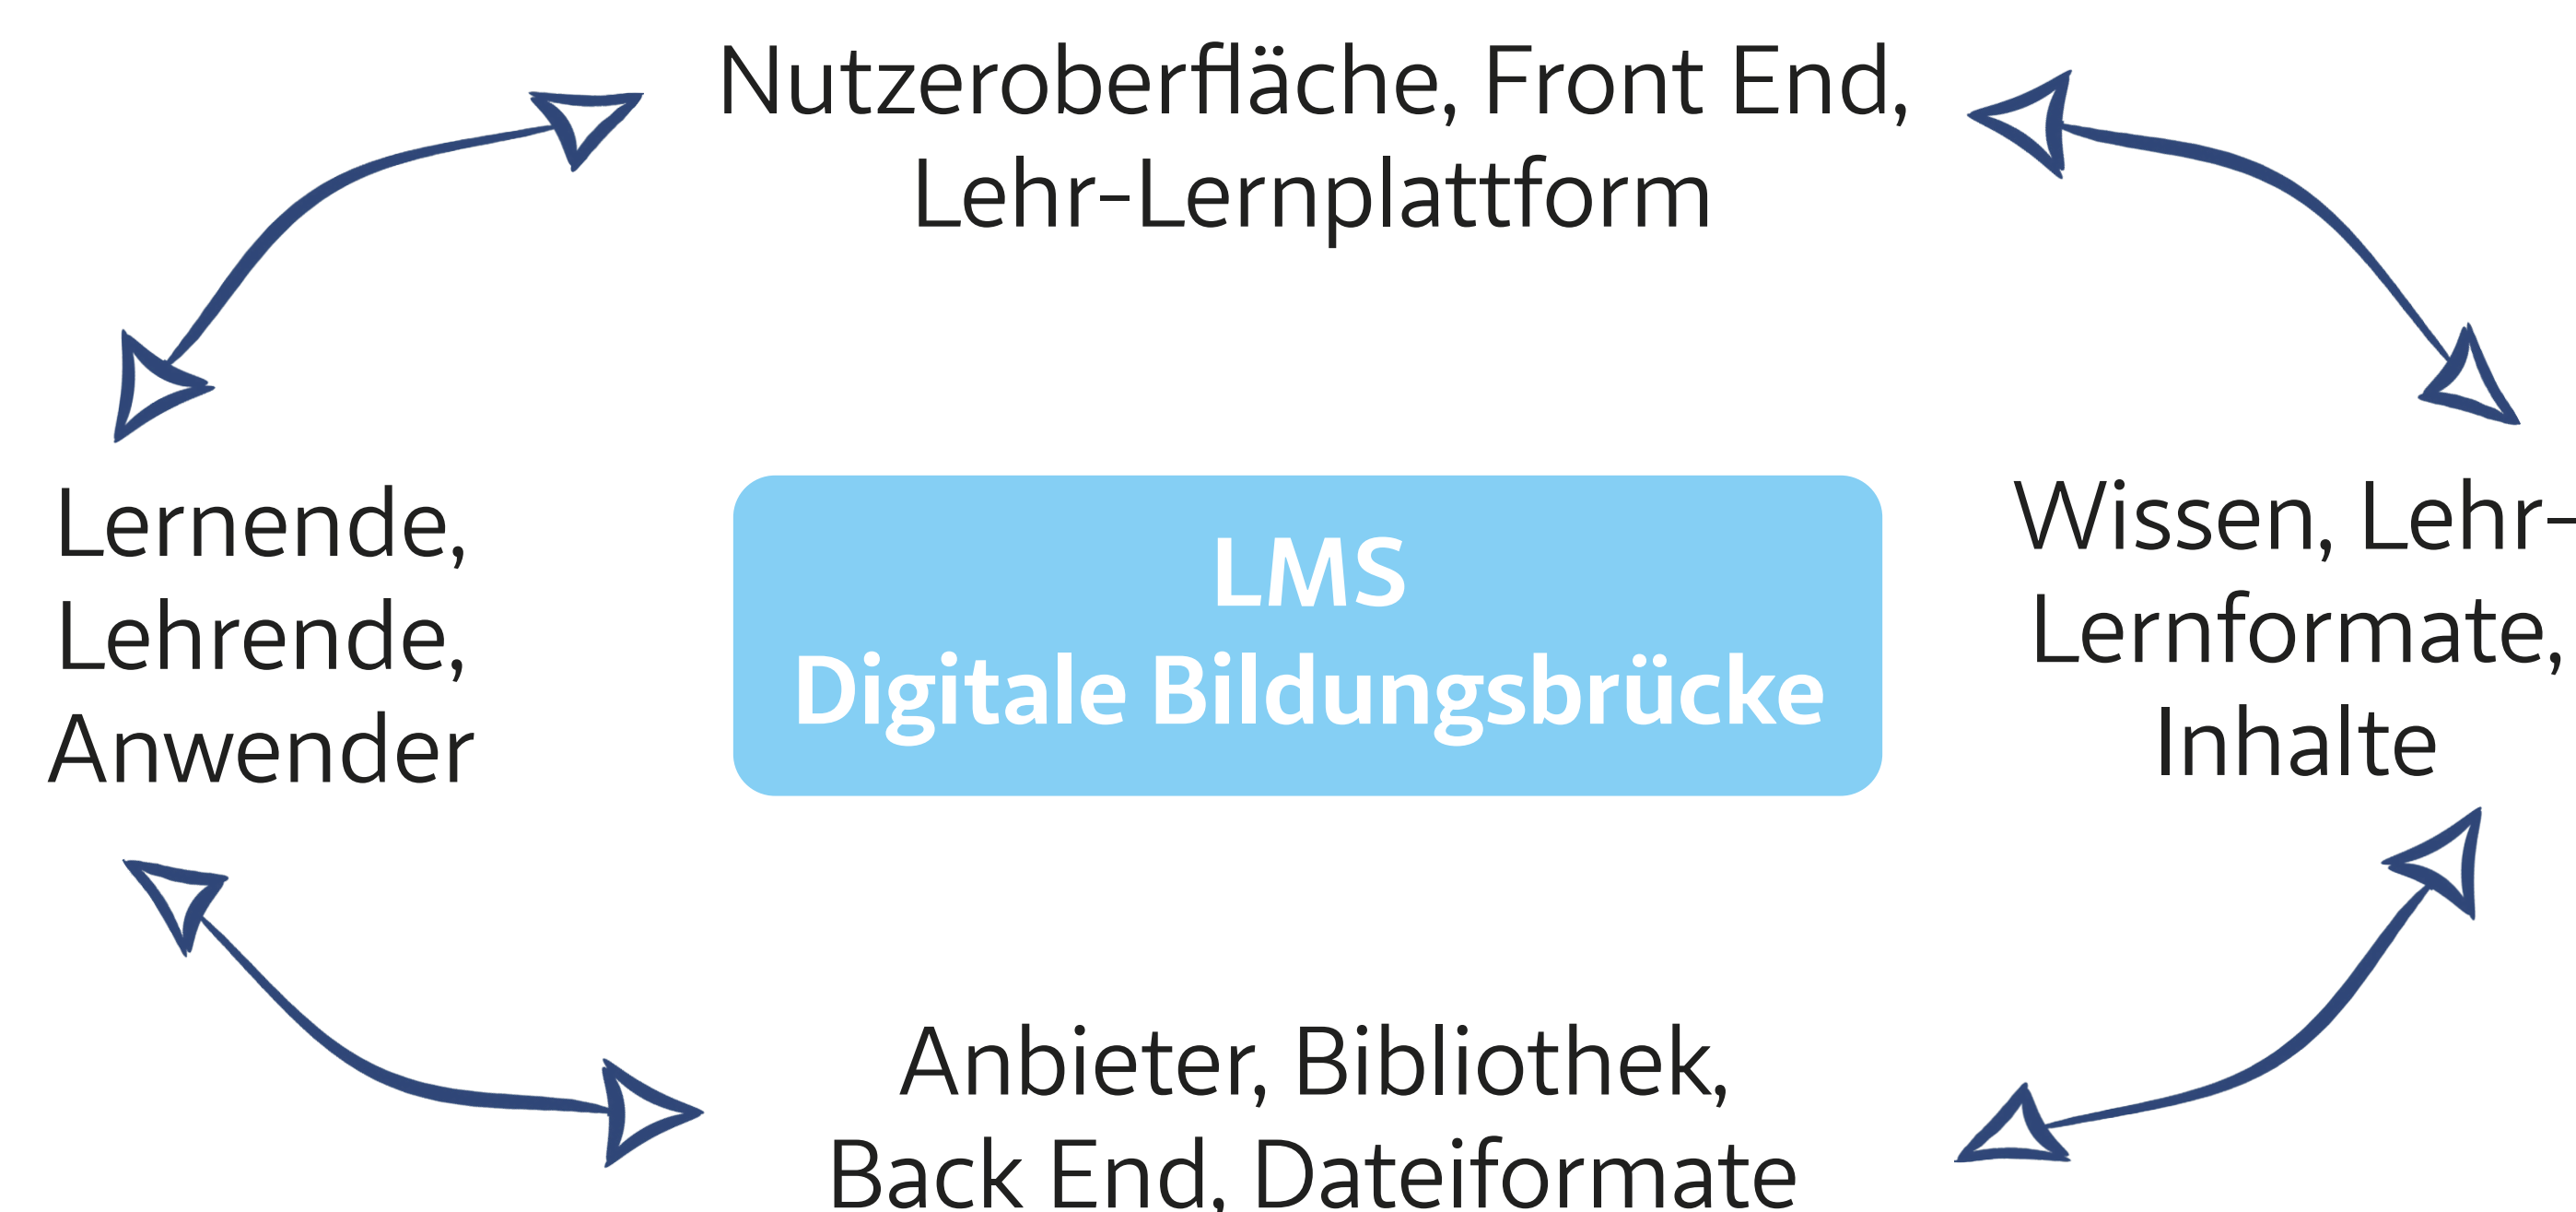 Nutzeroberfläche, Front End,
Lehr-Lernplattform
Lernende,
Lehrende,
Anwender
LMS
Digitale Bildungsbrücke
Wissen, Lehr-
Lernformate,
Inhalte
Anbieter, Bibliothek,
Back End, Dateiformate